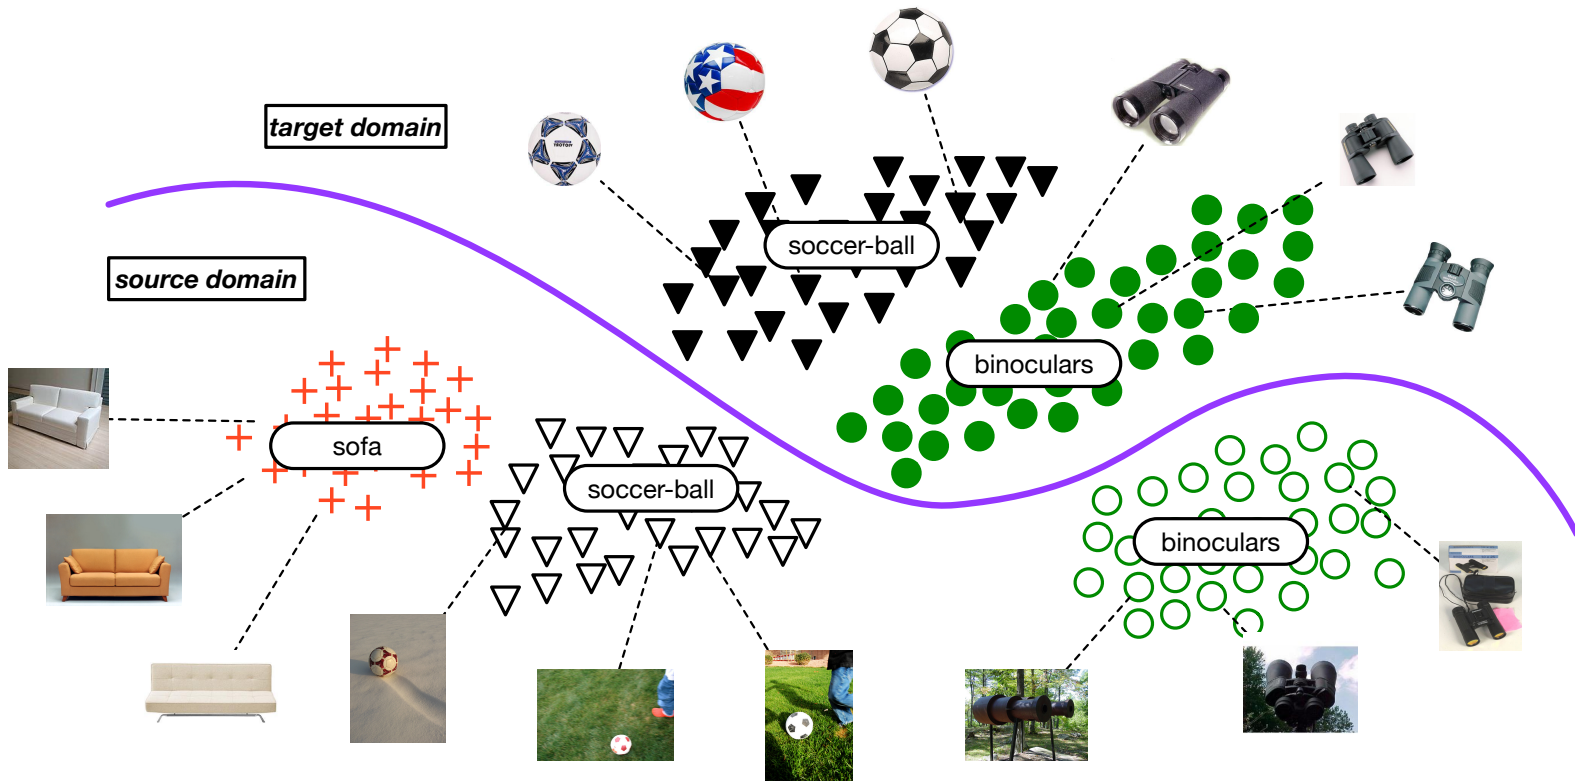 target domain
soccer-ball
source domain
binoculars
sofa
soccer-ball
binoculars